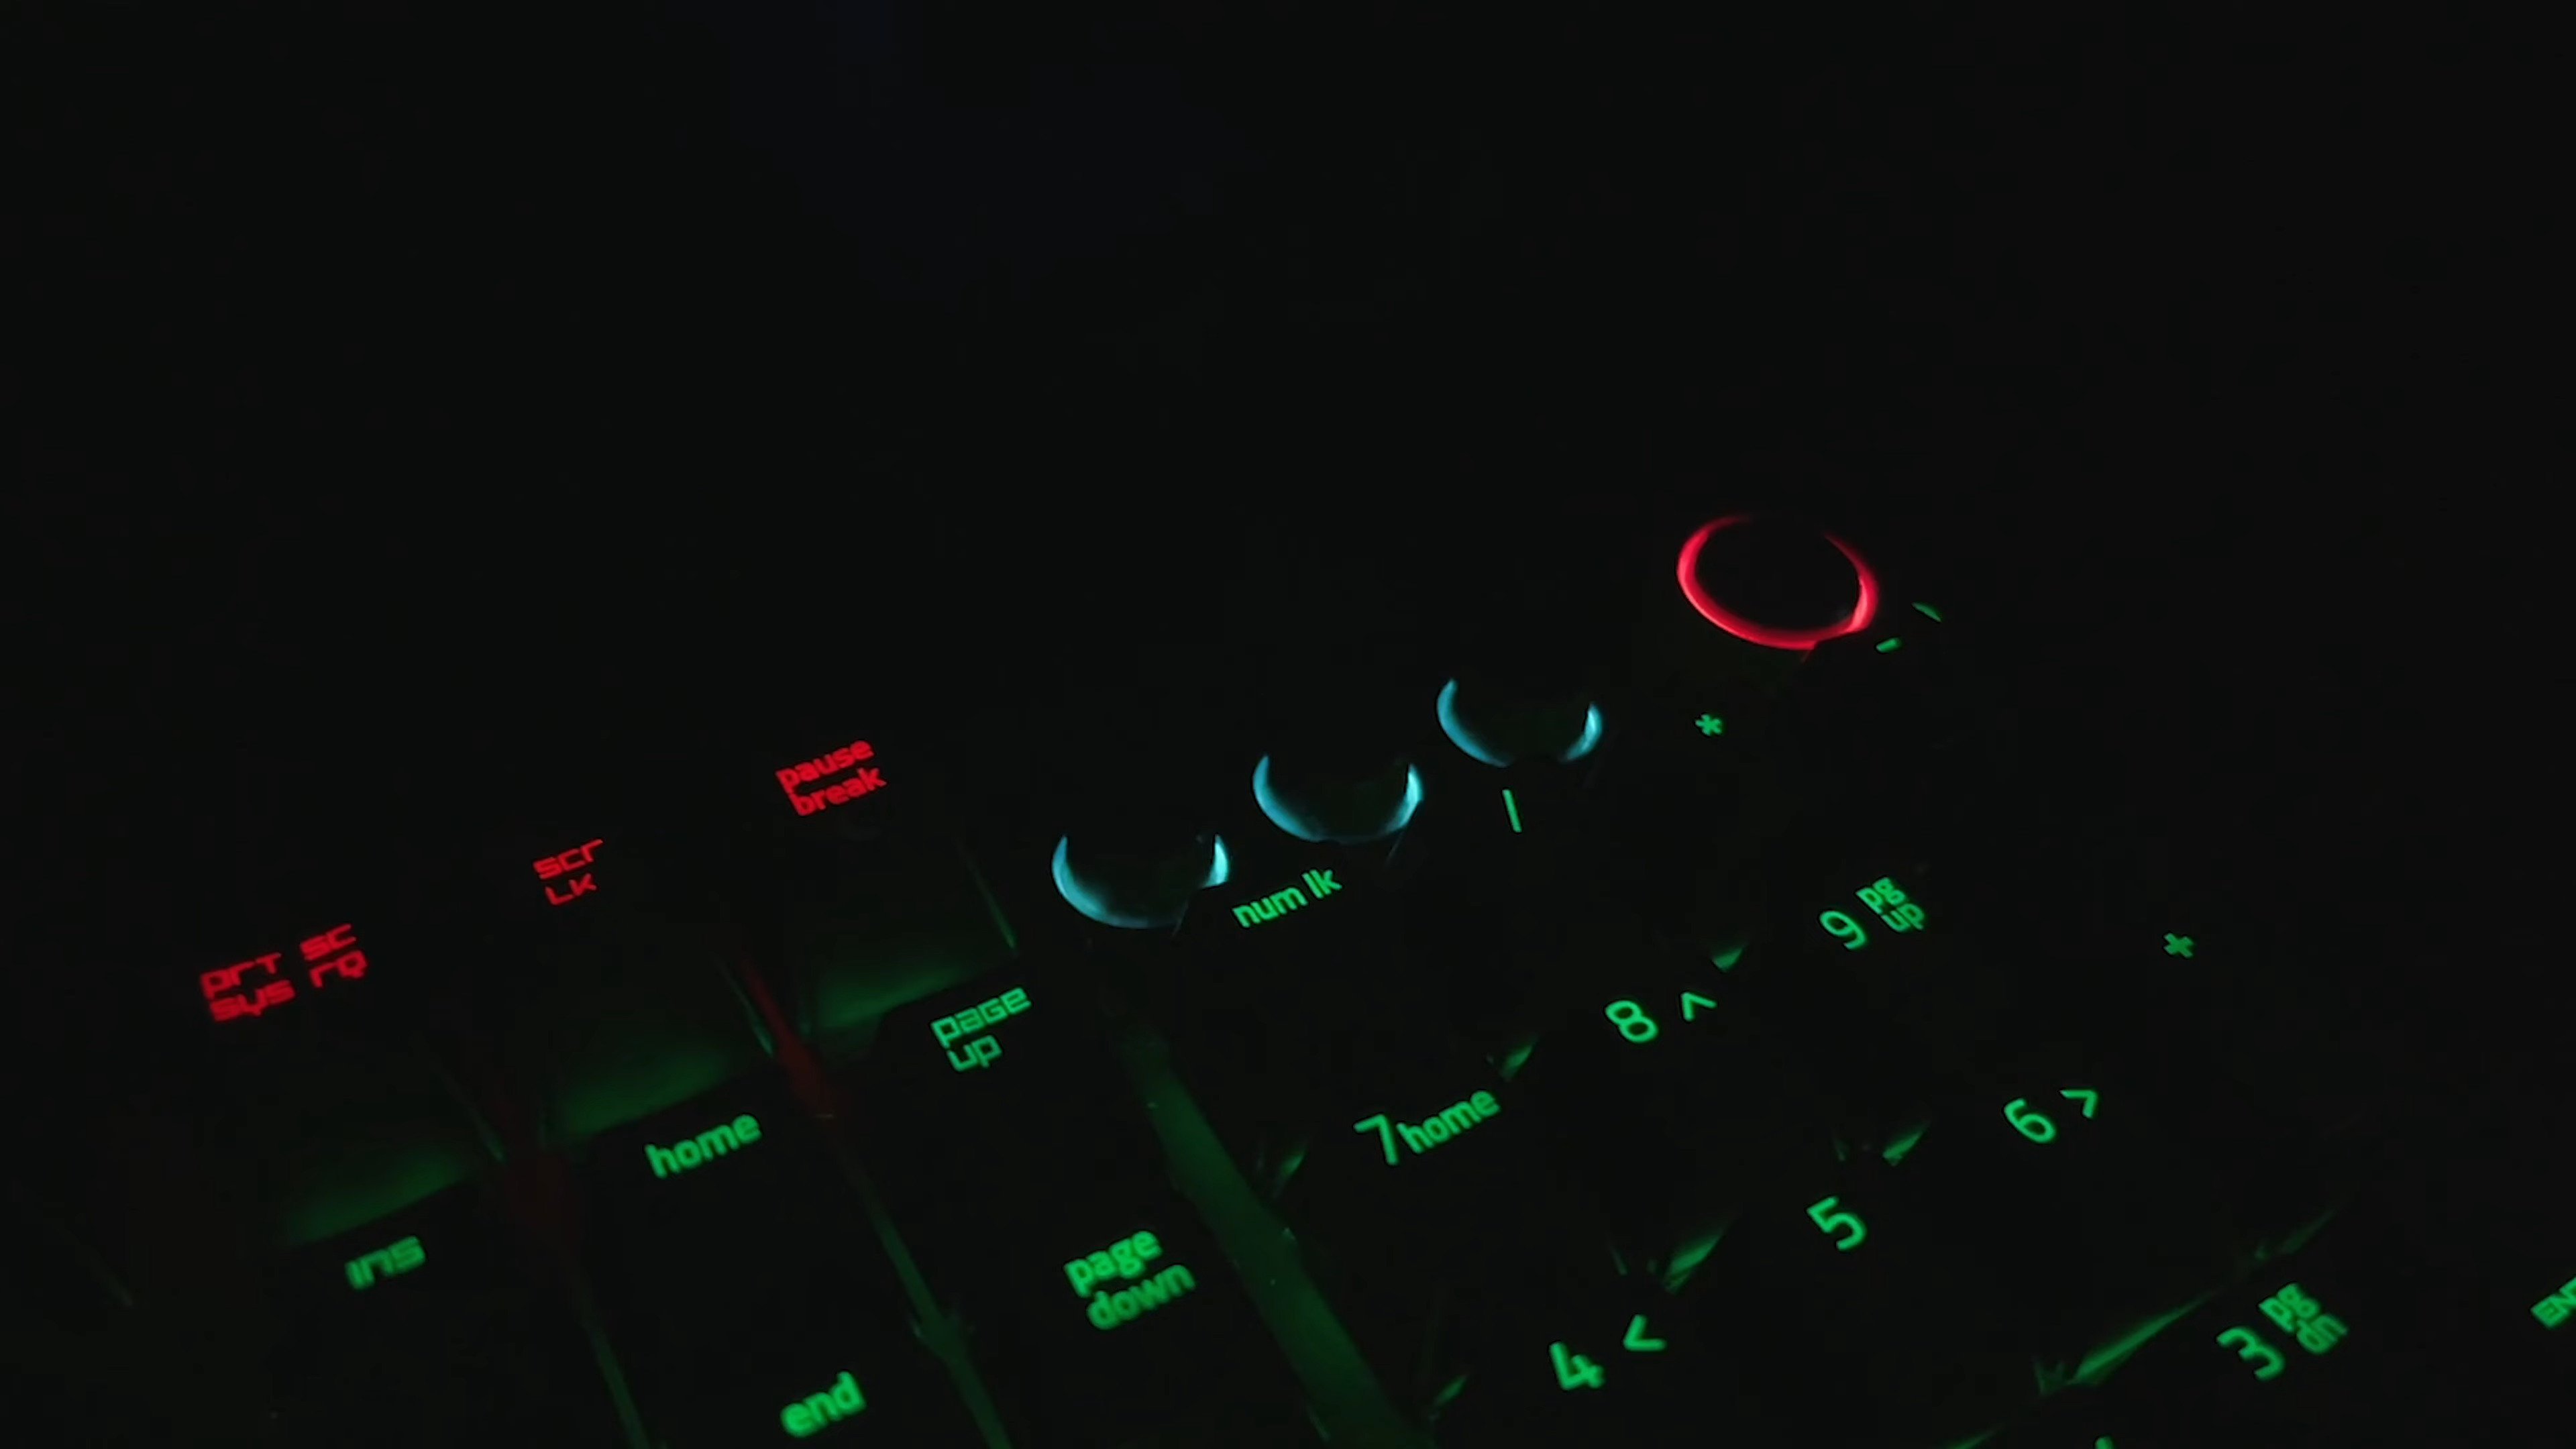 prt sc
sys rq
scr
lk
pause
break
num lk
\
*
-
ins
home
page
up
7 home
8 ^
9 pg
up
+
end
page
down
4 <
5
6 >
3 pg
dn